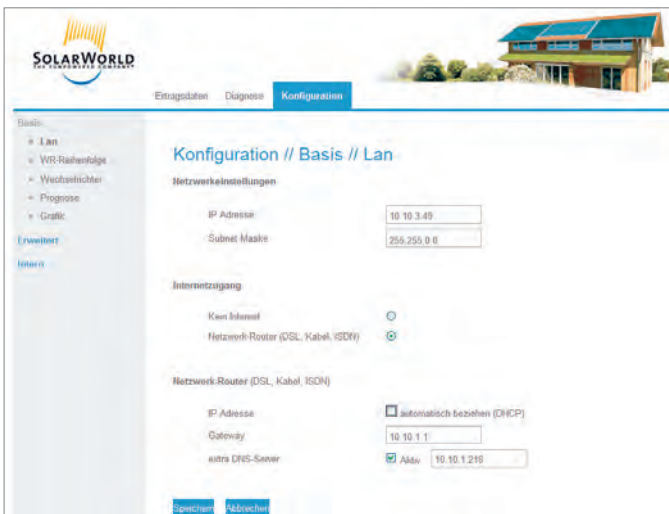 SOLARWORLD
THE SUNPOWERED COMPANY
Ertragsdaten Diagnose Konfiguration
Basis
Lan
WR-Reihenfolge
Wechselrichter
Prognose
Grafik
Erweitert
Intern
Konfiguration // Basis // Lan
Netzwerkeinstellungen
IP Adresse 10.10.3.49
Subnet Maske 255.255.0.0
Internetzugang
Kein Internet
Netzwerk-Router (DSL, Kabel, ISDN)
Netzwerk-Router (DSL, Kabel, ISDN)
IP Adresse automatisch beziehen (DHCP)
Gateway 10.10.1.1
extra DNS-Server Aktiv 10.10.1.218
Speichern Abbrechen